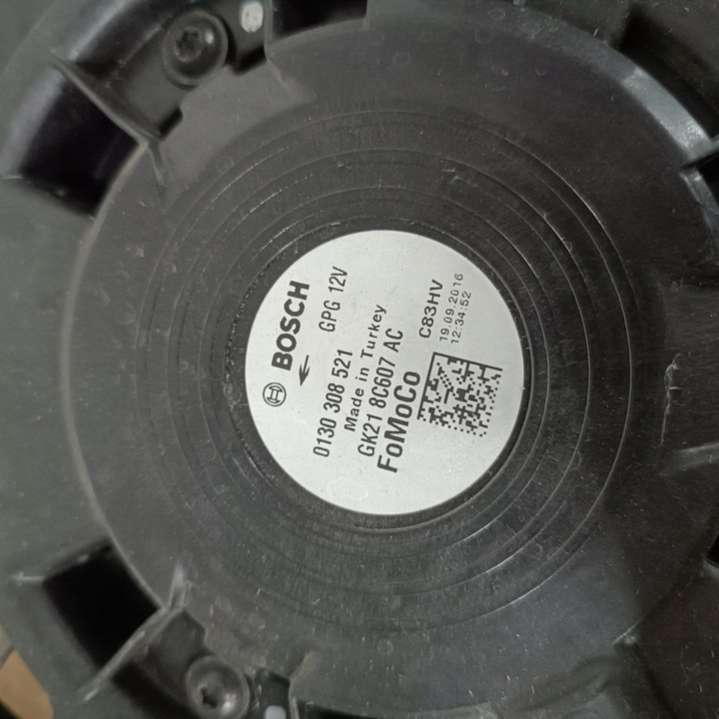 BOSCH
0130 308 521 GPG 12V
Made in Turkey
GK21 8C607 AC
FoMoCo
C83HV
19.09.2016
12:34:52